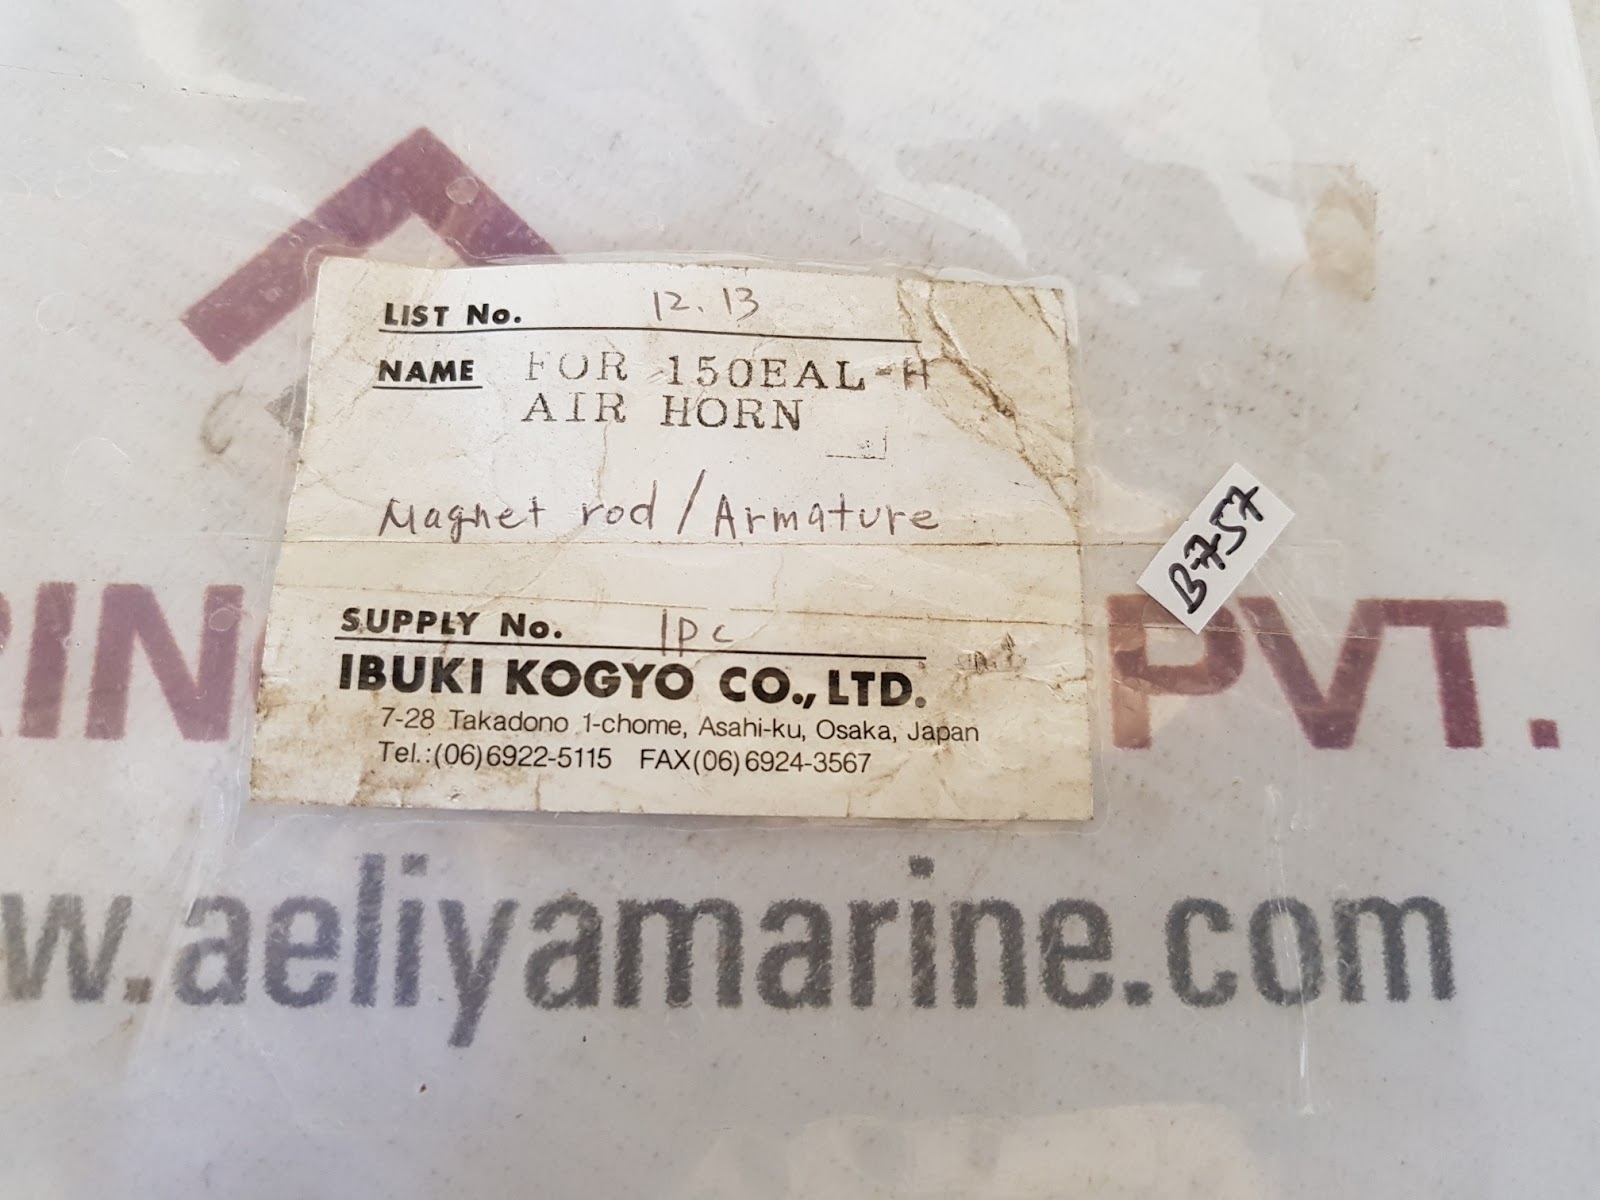 LIST No. 12.13
NAME FOR 150EAL-H
AIR HORN
Magnet rod/Armature
SUPPLY No. 1pc
IBUKI KOGYO CO., LTD.
7-28 Takadono 1-chome, Asahi-ku, Osaka, Japan
Tel.:(06)6922-5115 FAX(06)6924-3567
B757
PVT.
w.aeliyamarine.com